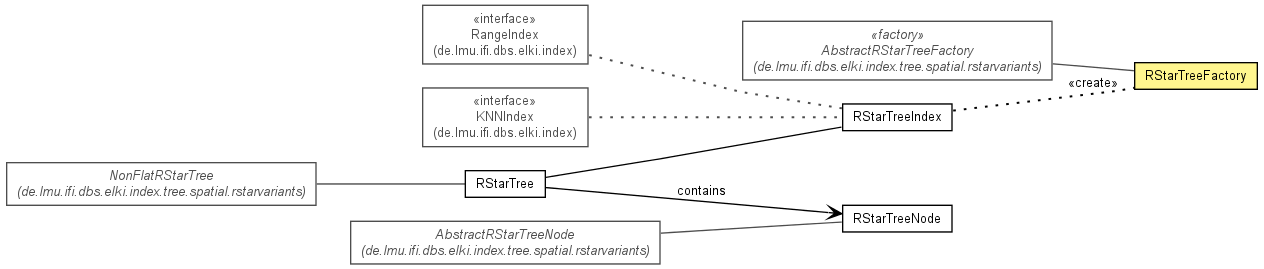 «interface»
RangeIndex
(de.lmu.ifi.dbs.elki.index)
«factory»
AbstractRStarTreeFactory
(de.lmu.ifi.dbs.elki.index.tree.spatial.rstarvariants)
RStarTreeFactory
«create»
«interface»
KNNIndex
(de.lmu.ifi.dbs.elki.index)
RStarTreeIndex
NonFlatRStarTree
(de.lmu.ifi.dbs.elki.index.tree.spatial.rstarvariants)
RStarTree
contains
RStarTreeNode
AbstractRStarTreeNode
(de.lmu.ifi.dbs.elki.index.tree.spatial.rstarvariants)